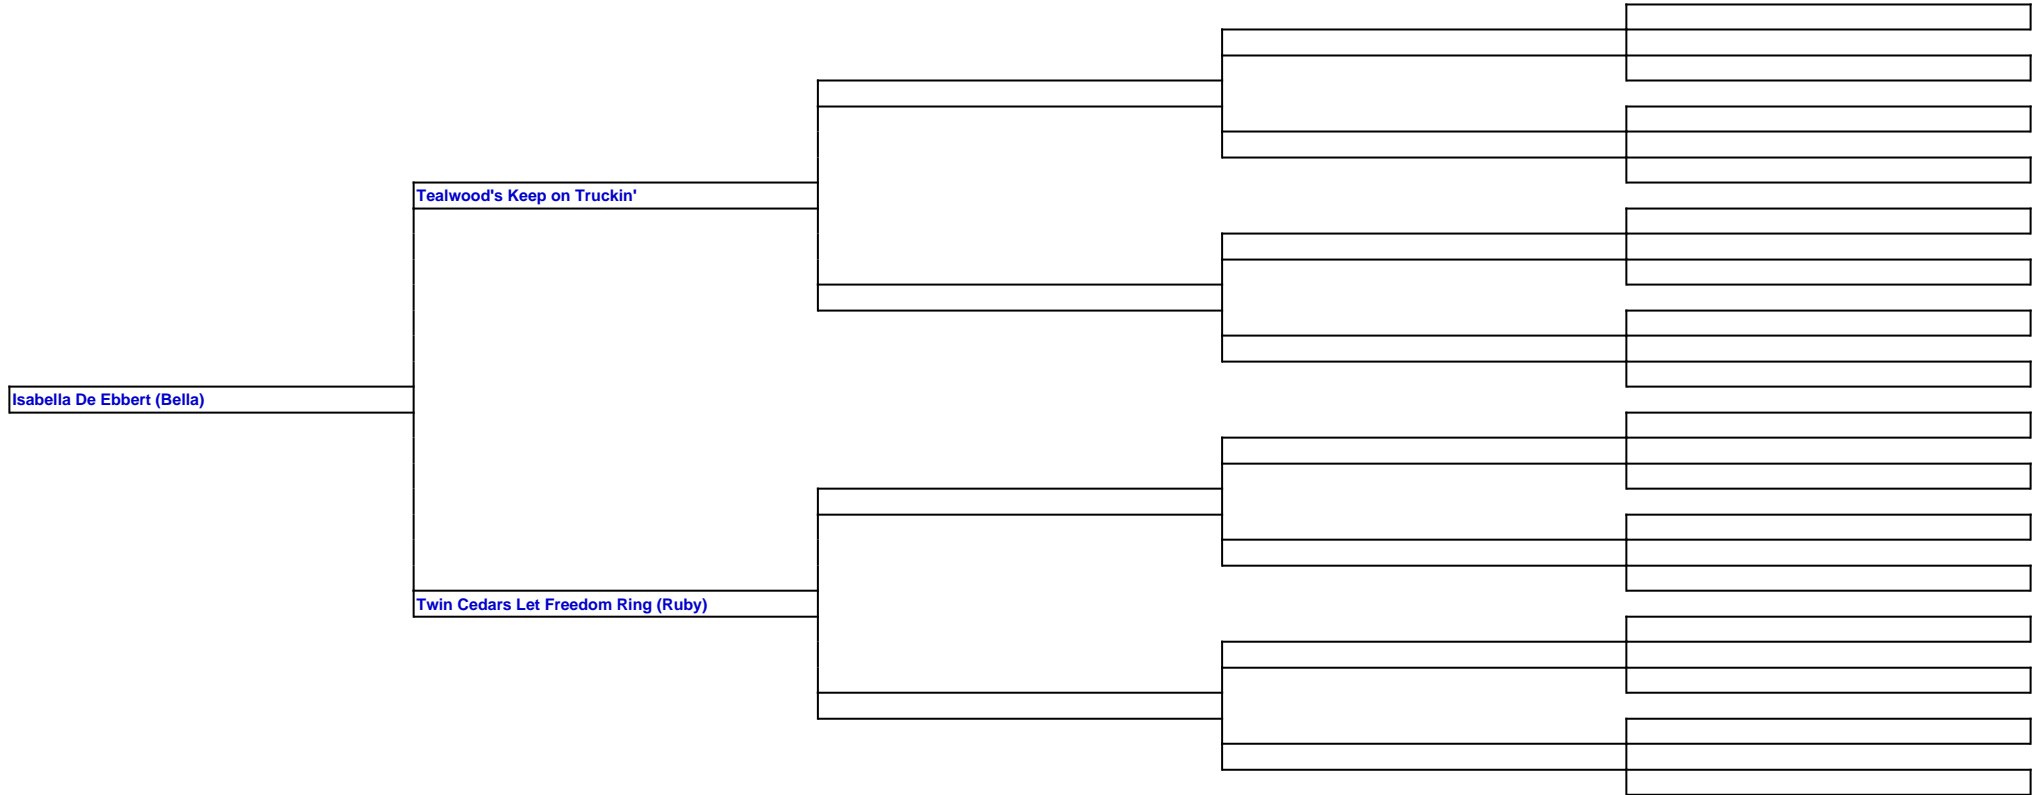 Tealwood's Keep on Truckin'
Isabella De Ebbert (Bella)
Twin Cedars Let Freedom Ring (Ruby)